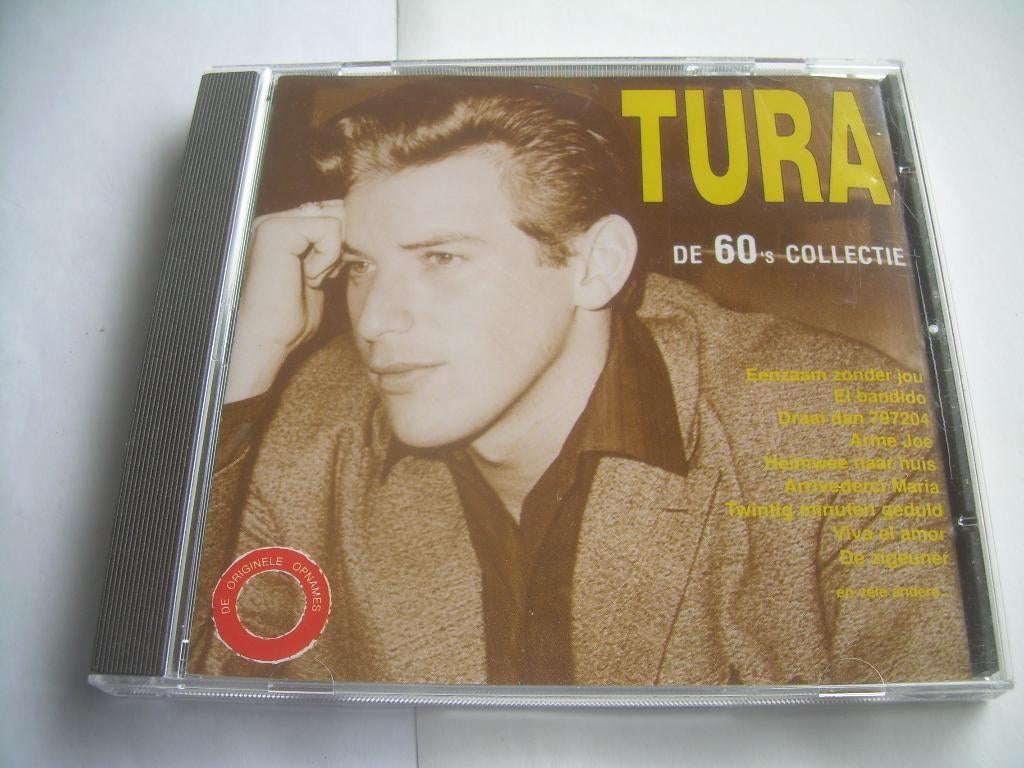 TURA
DE 60's COLLECTIE
Eenzaam zonder jou
El bandido
Draai dan 797204
Arme Joe
Heimwee naar huis
Arrivederci Maria
Twintig minuten geduld
Viva el amor
De zigeuner
en vele andere...
DE ORIGINELE OPNAMES